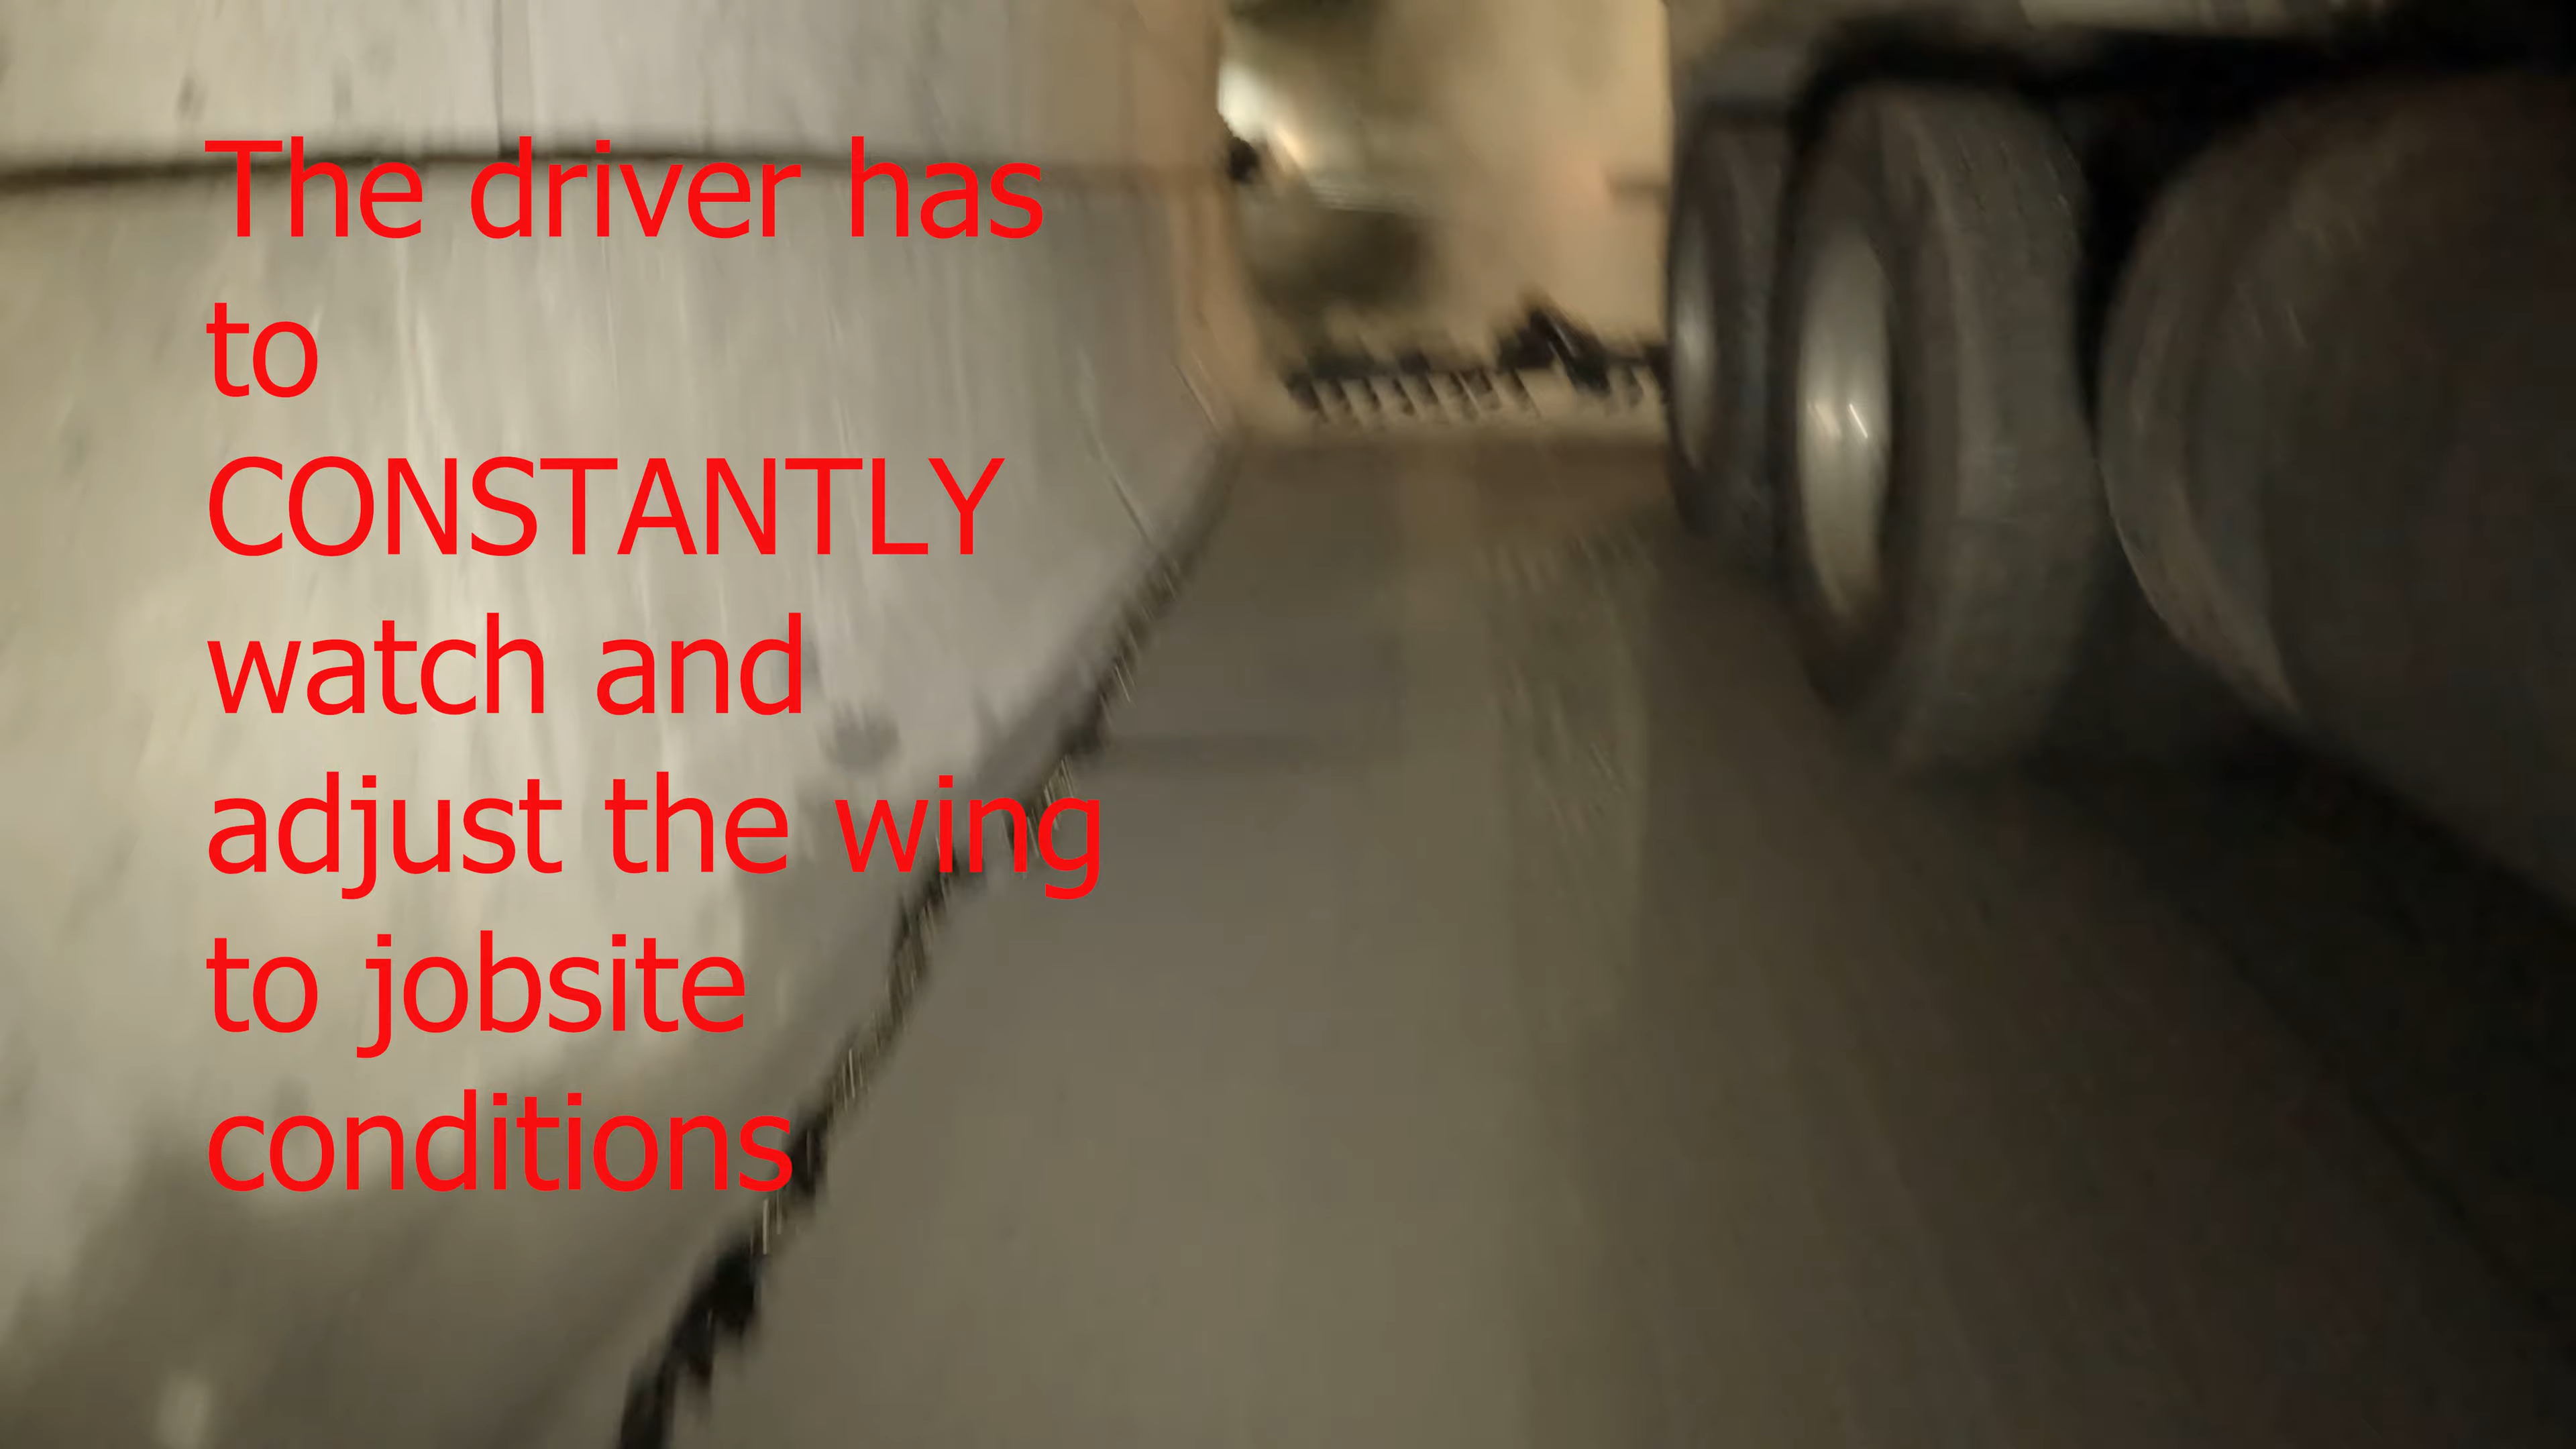 The driver has
to
CONSTANTLY
watch and
adjust the wing
to jobsite
conditions